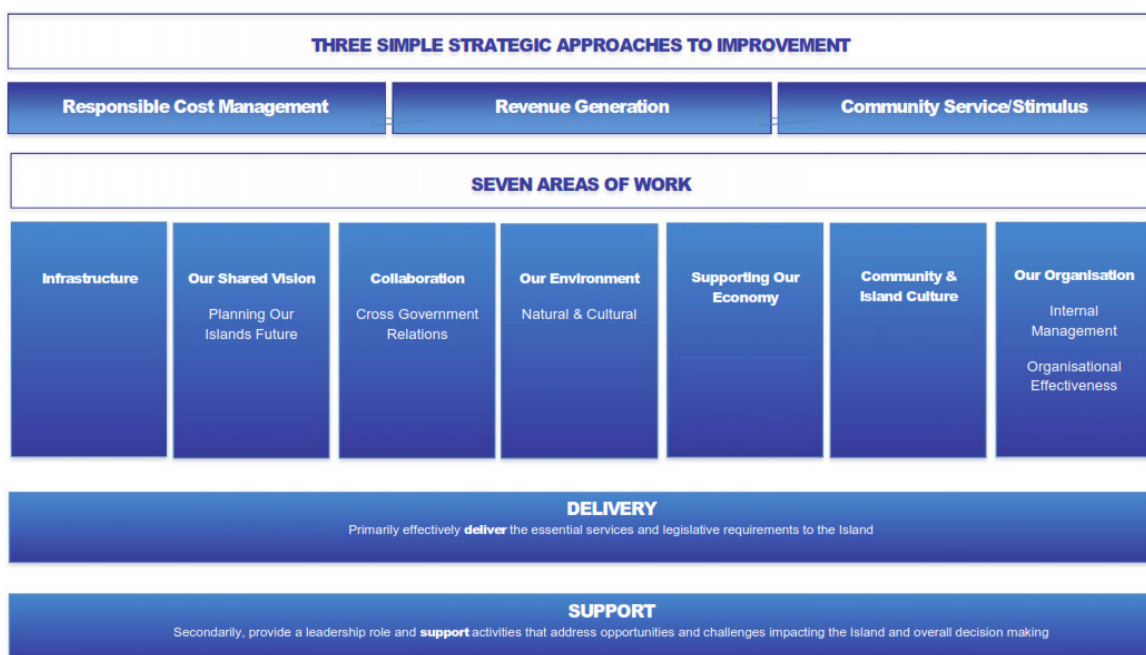 THREE SIMPLE STRATEGIC APPROACHES TO IMPROVEMENT
Responsible Cost Management
Revenue Generation
Community Service/Stimulus
SEVEN AREAS OF WORK
Infrastructure
Our Shared Vision
Planning Our
Islands Future
Collaboration
Cross Government
Relations
Our Environment
Natural & Cultural
Supporting Our
Economy
Community &
Island Culture
Our Organisation
Internal
Management
Organisational
Effectiveness
DELIVERY
Primarily effectively deliver the essential services and legislative requirements to the Island
SUPPORT
Secondarily, provide a leadership role and support activities that address opportunities and challenges impacting the Island and overall decision making